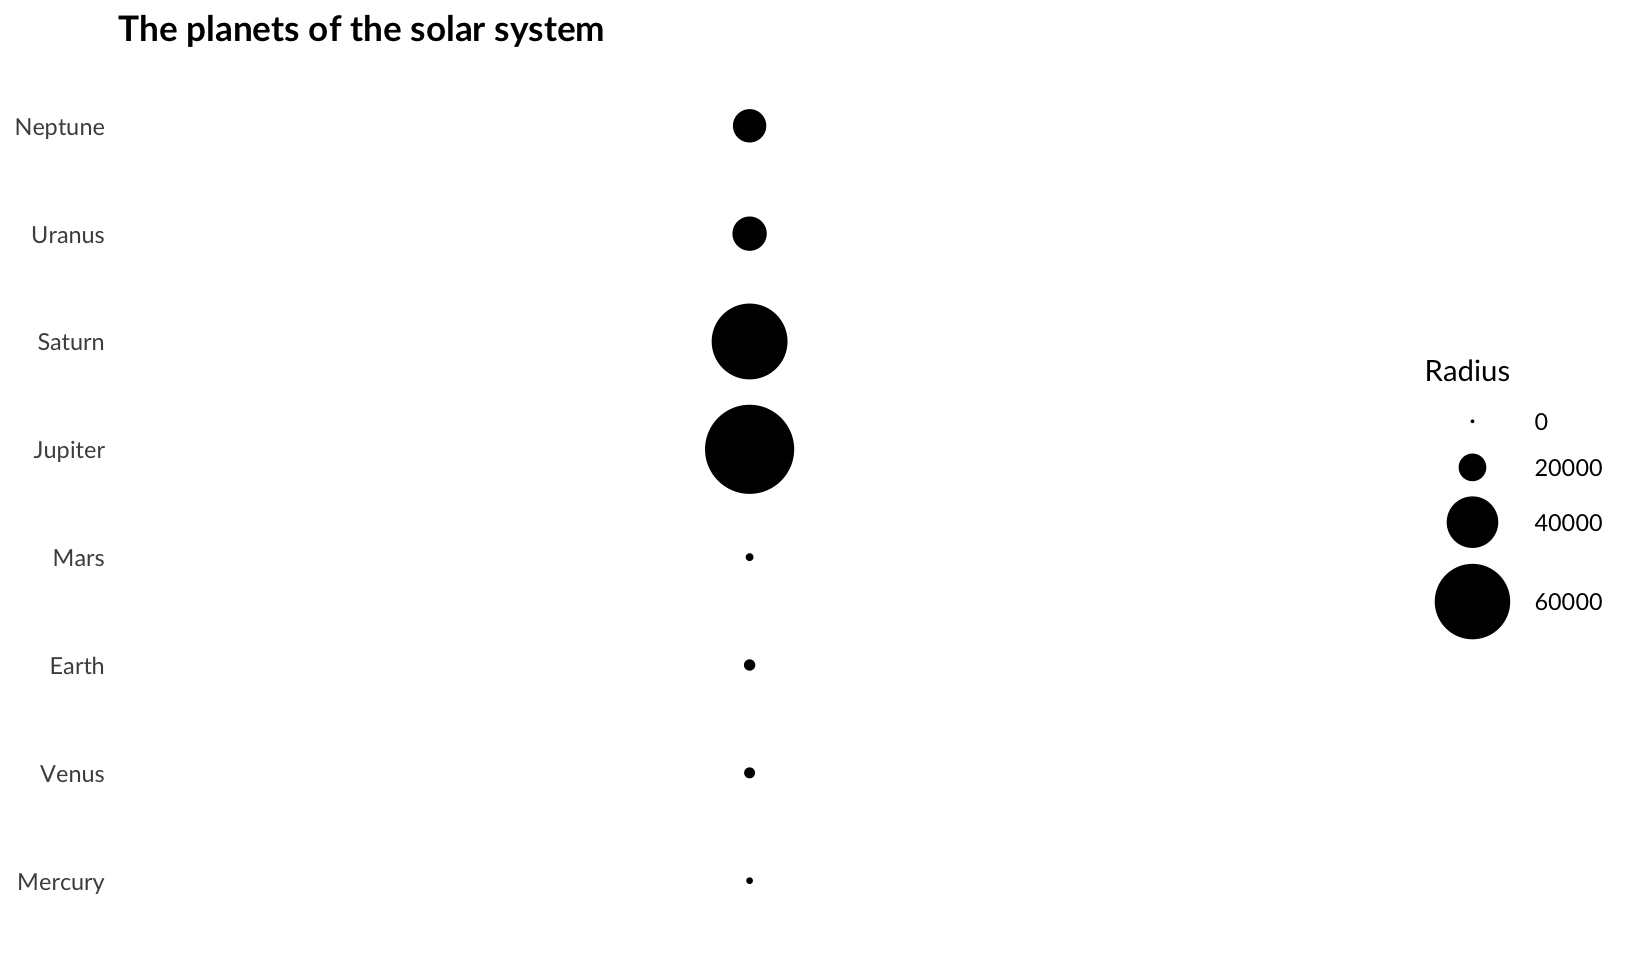 The planets of the solar system
Neptune
Uranus
Saturn
Jupiter
Mars
Earth
Venus
Mercury
Radius
0
20000
40000
60000